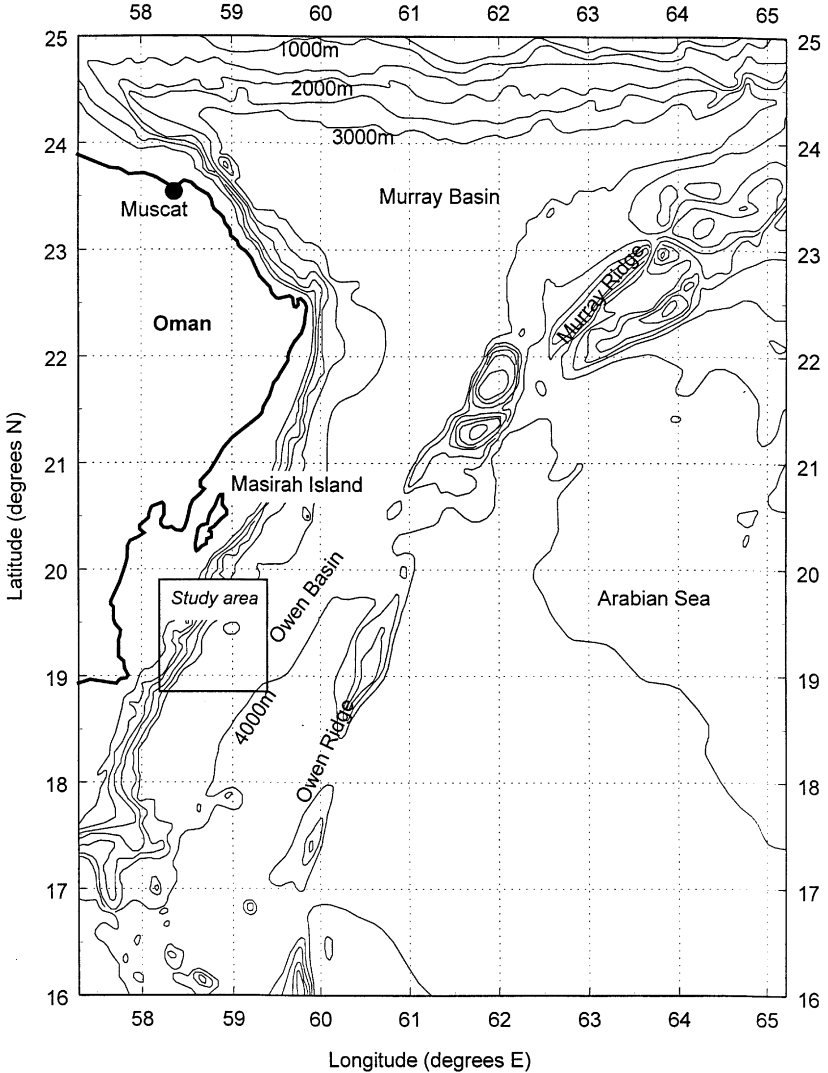 58 59 60 61 62 63 64 65
25 25
1000m
2000m
3000m
24 24
Murray Basin
Muscat
23 23
Murray Ridge
Oman
22 22
21 21
Masirah Island
Latitude (degrees N)
20 20
Owen Basin
Study area
Arabian Sea
19 19
4000m
Owen Ridge
18 18
17 17
16 16
58 59 60 61 62 63 64 65
Longitude (degrees E)